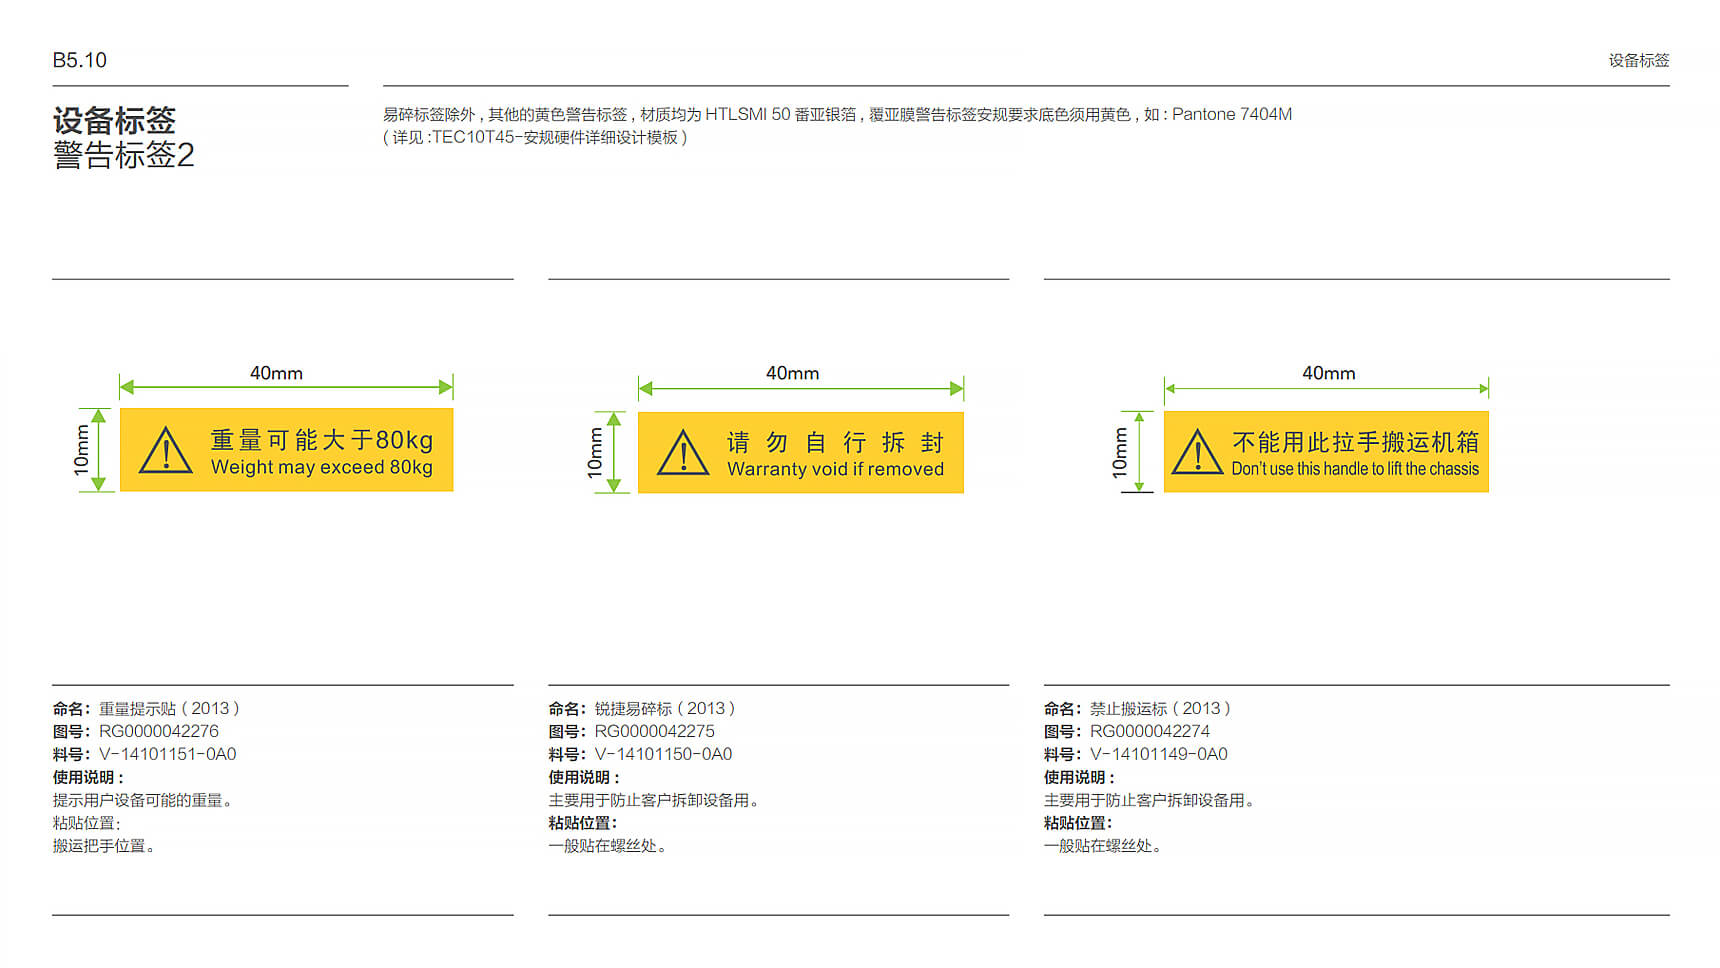 B5.10
设备标签
设备标签
警告标签2
易碎标签除外,其他的黄色警告标签,材质均为 HTLSMI 50 番亚银箔,覆亚膜警告标签安规要求底色须用黄色,如:Pantone 7404M
(详见:TEC10T45-安规硬件详细设计模板)
40mm
10mm
重量可能大于80kg
Weight may exceed 80kg
40mm
10mm
请勿自行拆封
Warranty void if removed
40mm
10mm
不能用此拉手搬运机箱
Don't use this handle to lift the chassis
命名:重量提示贴(2013)
图号:RG0000042276
料号:V-14101151-0A0
使用说明:
提示用户设备可能的重量。
粘贴位置:
搬运把手位置。
命名:锐捷易碎标(2013)
图号:RG0000042275
料号:V-14101150-0A0
使用说明:
主要用于防止客户拆卸设备用。
粘贴位置:
一般贴在螺丝处。
命名:禁止搬运标(2013)
图号:RG0000042274
料号:V-14101149-0A0
使用说明:
主要用于防止客户拆卸设备用。
粘贴位置:
一般贴在螺丝处。